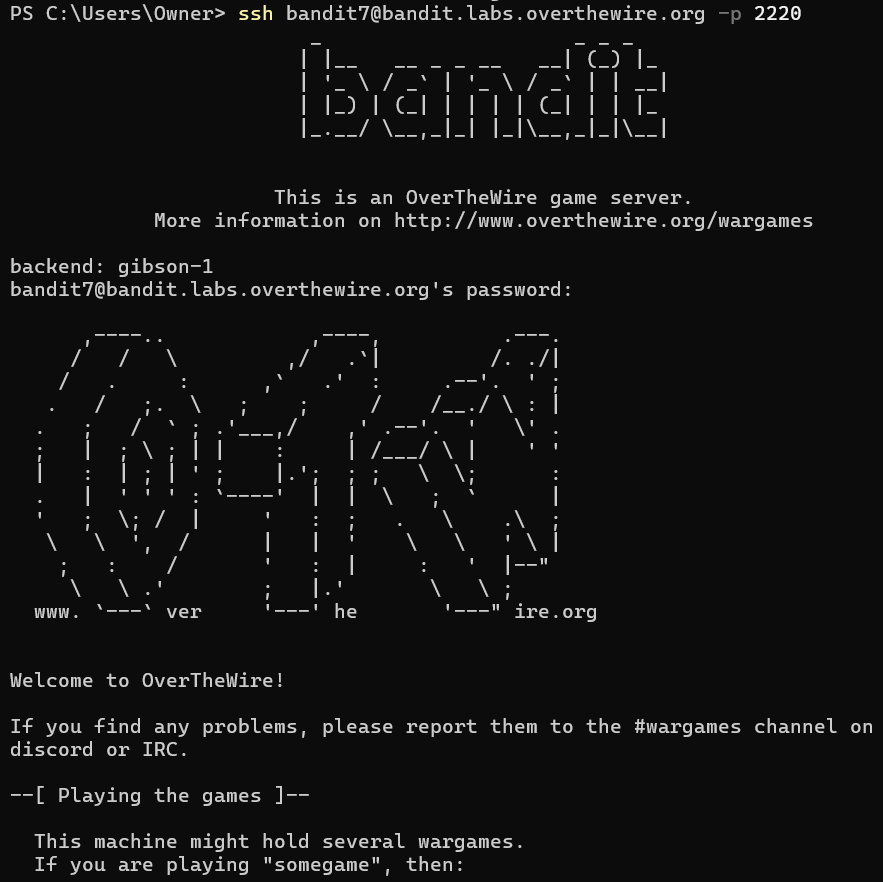 PS C:\Users\Owner> ssh bandit7@bandit.labs.overthewire.org -p 2220
bandit
This is an OverTheWire game server.
More information on http://www.overthewire.org/wargames
backend: gibson-1
bandit7@bandit.labs.overthewire.org's password:
www. ver he ire.org
Welcome to OverTheWire!
If you find any problems, please report them to the #wargames channel on
discord or IRC.
--[ Playing the games ]--
This machine might hold several wargames.
If you are playing "somegame", then: